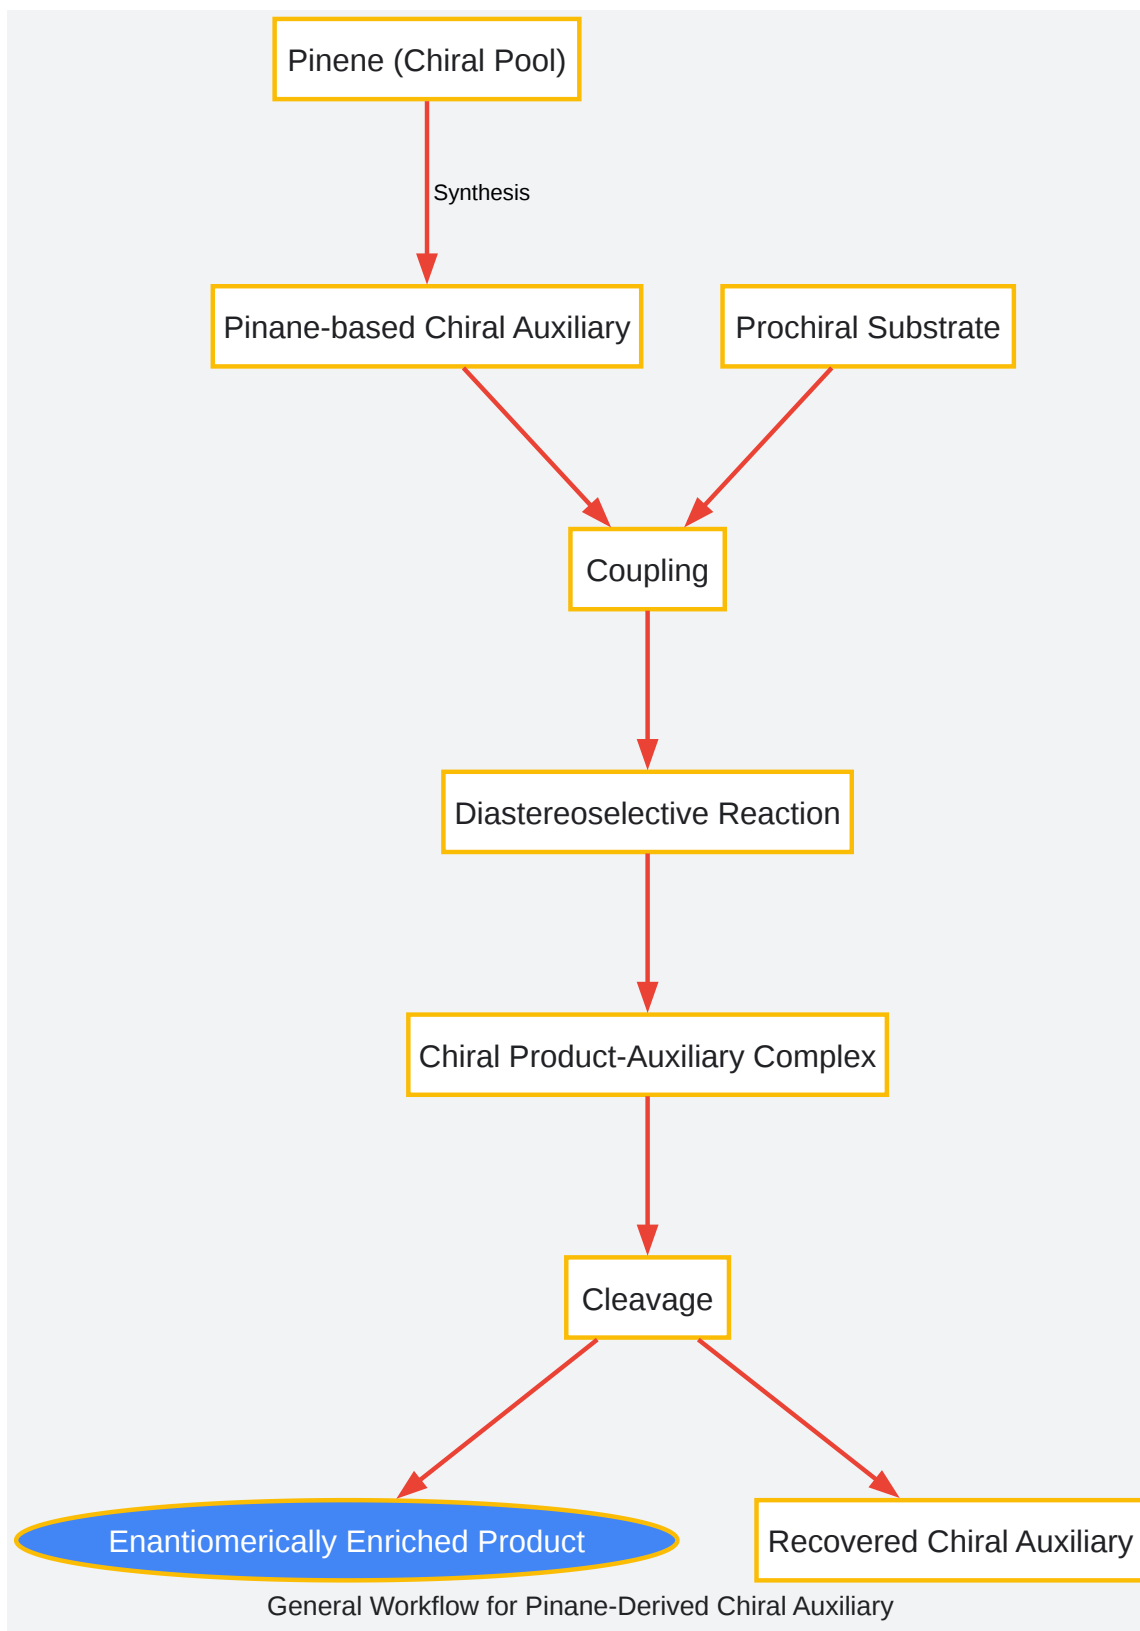 Pinene (Chiral Pool)
Synthesis
Pinane-based Chiral Auxiliary
Prochiral Substrate
Coupling
Diastereoselective Reaction
Chiral Product-Auxiliary Complex
Cleavage
Enantiomerically Enriched Product
Recovered Chiral Auxiliary
General Workflow for Pinane-Derived Chiral Auxiliary